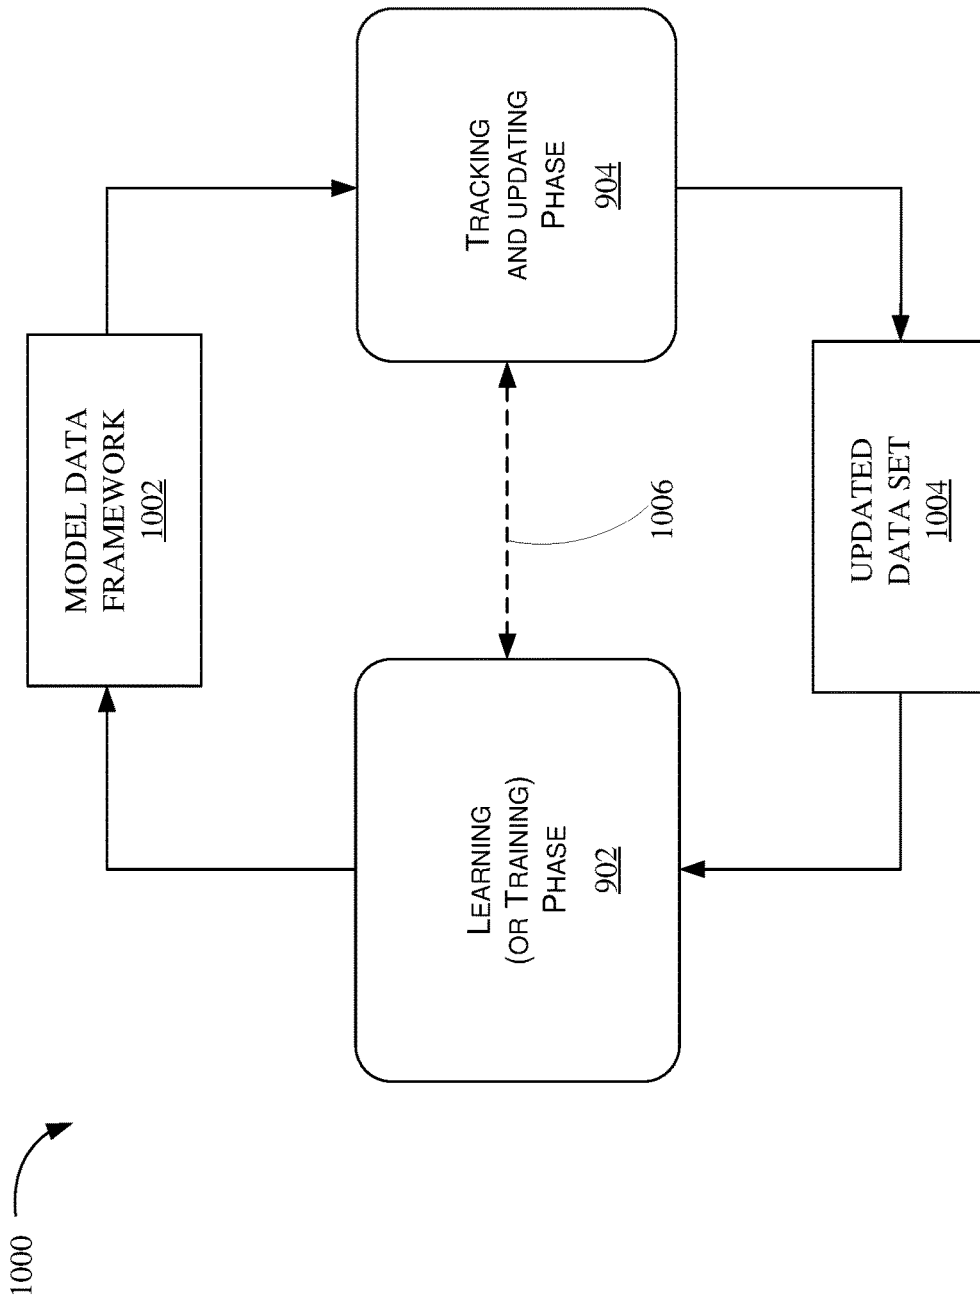 1000
MODEL DATA
FRAMEWORK
1002
LEARNING
(OR TRAINING)
PHASE
902
1006
TRACKING
AND UPDATING
PHASE
904
UPDATED
DATA SET
1004